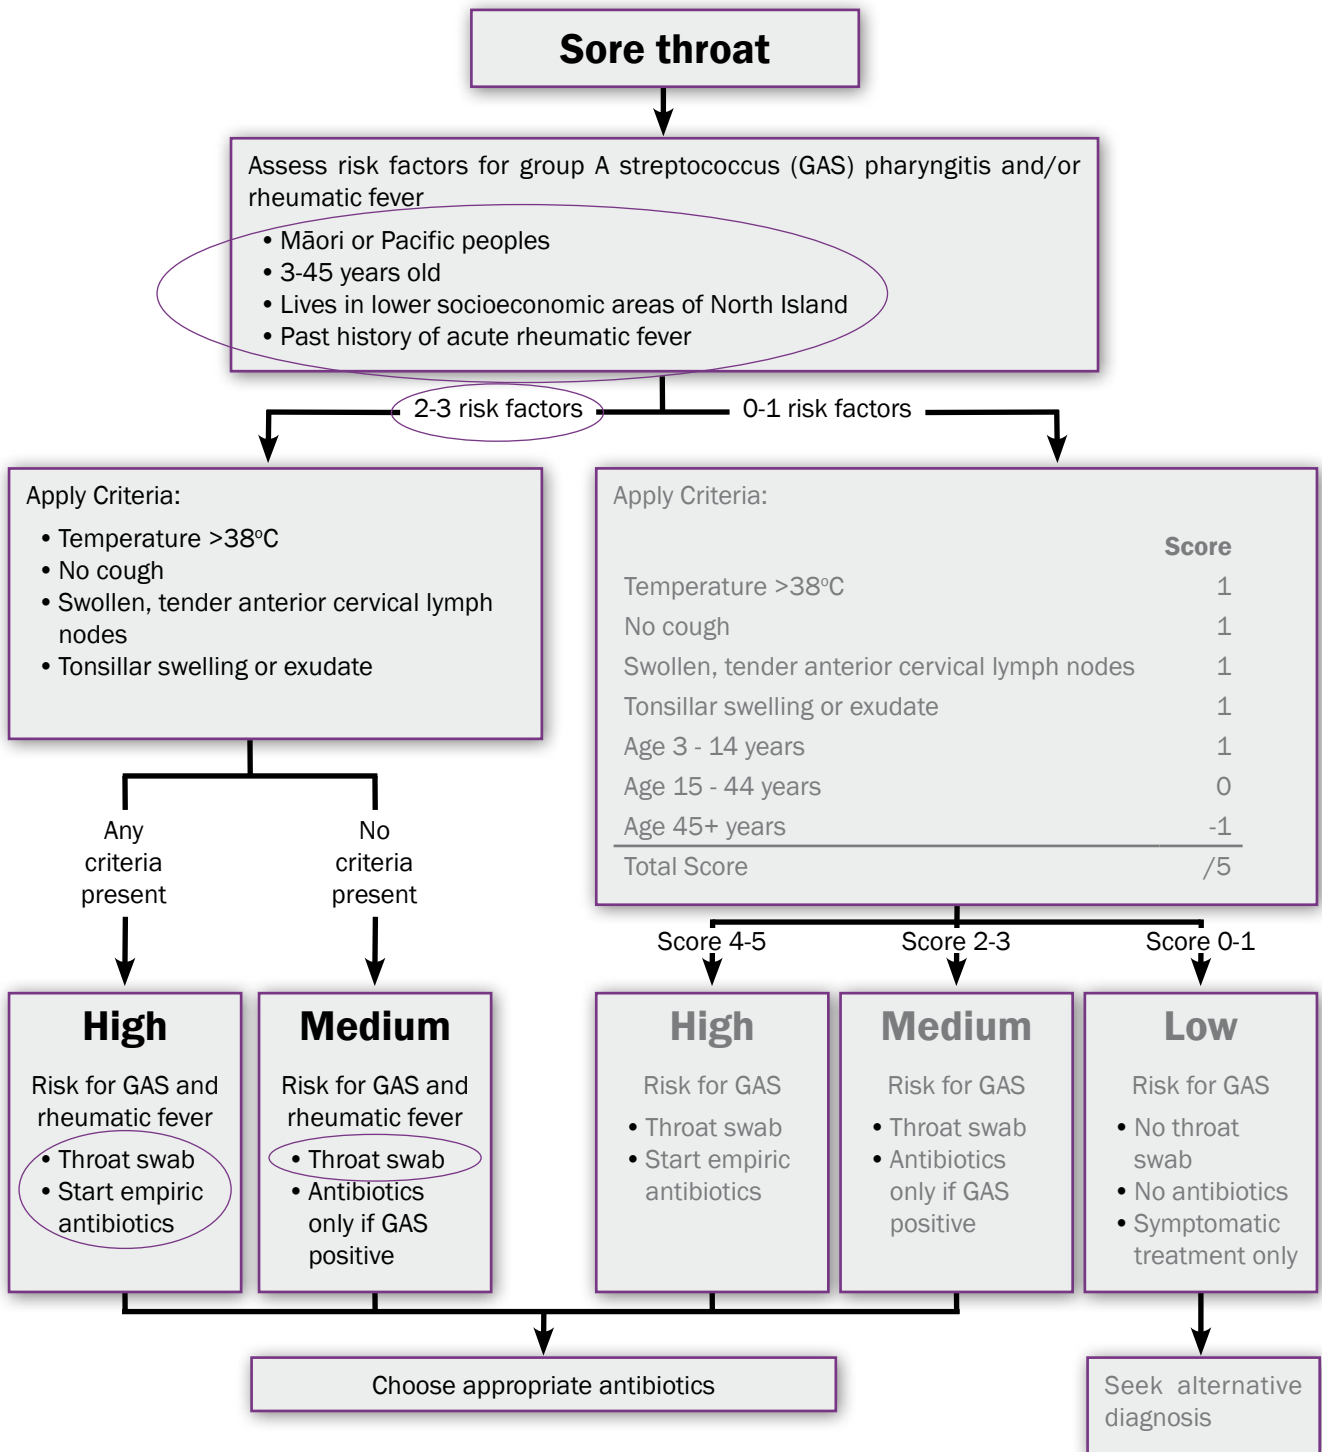 Sore throat
Assess risk factors for group A streptococcus (GAS) pharyngitis and/or
rheumatic fever
• Māori or Pacific peoples
• 3-45 years old
• Lives in lower socioeconomic areas of North Island
• Past history of acute rheumatic fever
2-3 risk factors
0-1 risk factors
Apply Criteria:
• Temperature >38ºC
• No cough
• Swollen, tender anterior cervical lymph
nodes
• Tonsillar swelling or exudate
Apply Criteria:
Score
Temperature >38ºC 1
No cough 1
Swollen, tender anterior cervical lymph nodes 1
Tonsillar swelling or exudate 1
Age 3 - 14 years 1
Age 15 - 44 years 0
Age 45+ years -1
Total Score /5
Any
criteria
present
No
criteria
present
Score 4-5
Score 2-3
Score 0-1
High
Risk for GAS and
rheumatic fever
• Throat swab
• Start empiric
antibiotics
Medium
Risk for GAS and
rheumatic fever
• Throat swab
• Antibiotics
only if GAS
positive
High
Risk for GAS
• Throat swab
• Start empiric
antibiotics
Medium
Risk for GAS
• Throat swab
• Antibiotics
only if GAS
positive
Low
Risk for GAS
• No throat
swab
• No antibiotics
• Symptomatic
treatment only
Choose appropriate antibiotics
Seek alternative
diagnosis